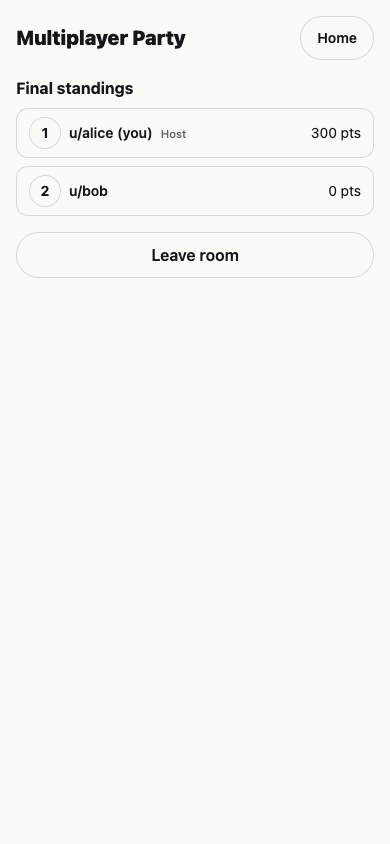 Multiplayer Party Home
Final standings
1 u/alice (you) Host 300 pts
2 u/bob 0 pts
Leave room